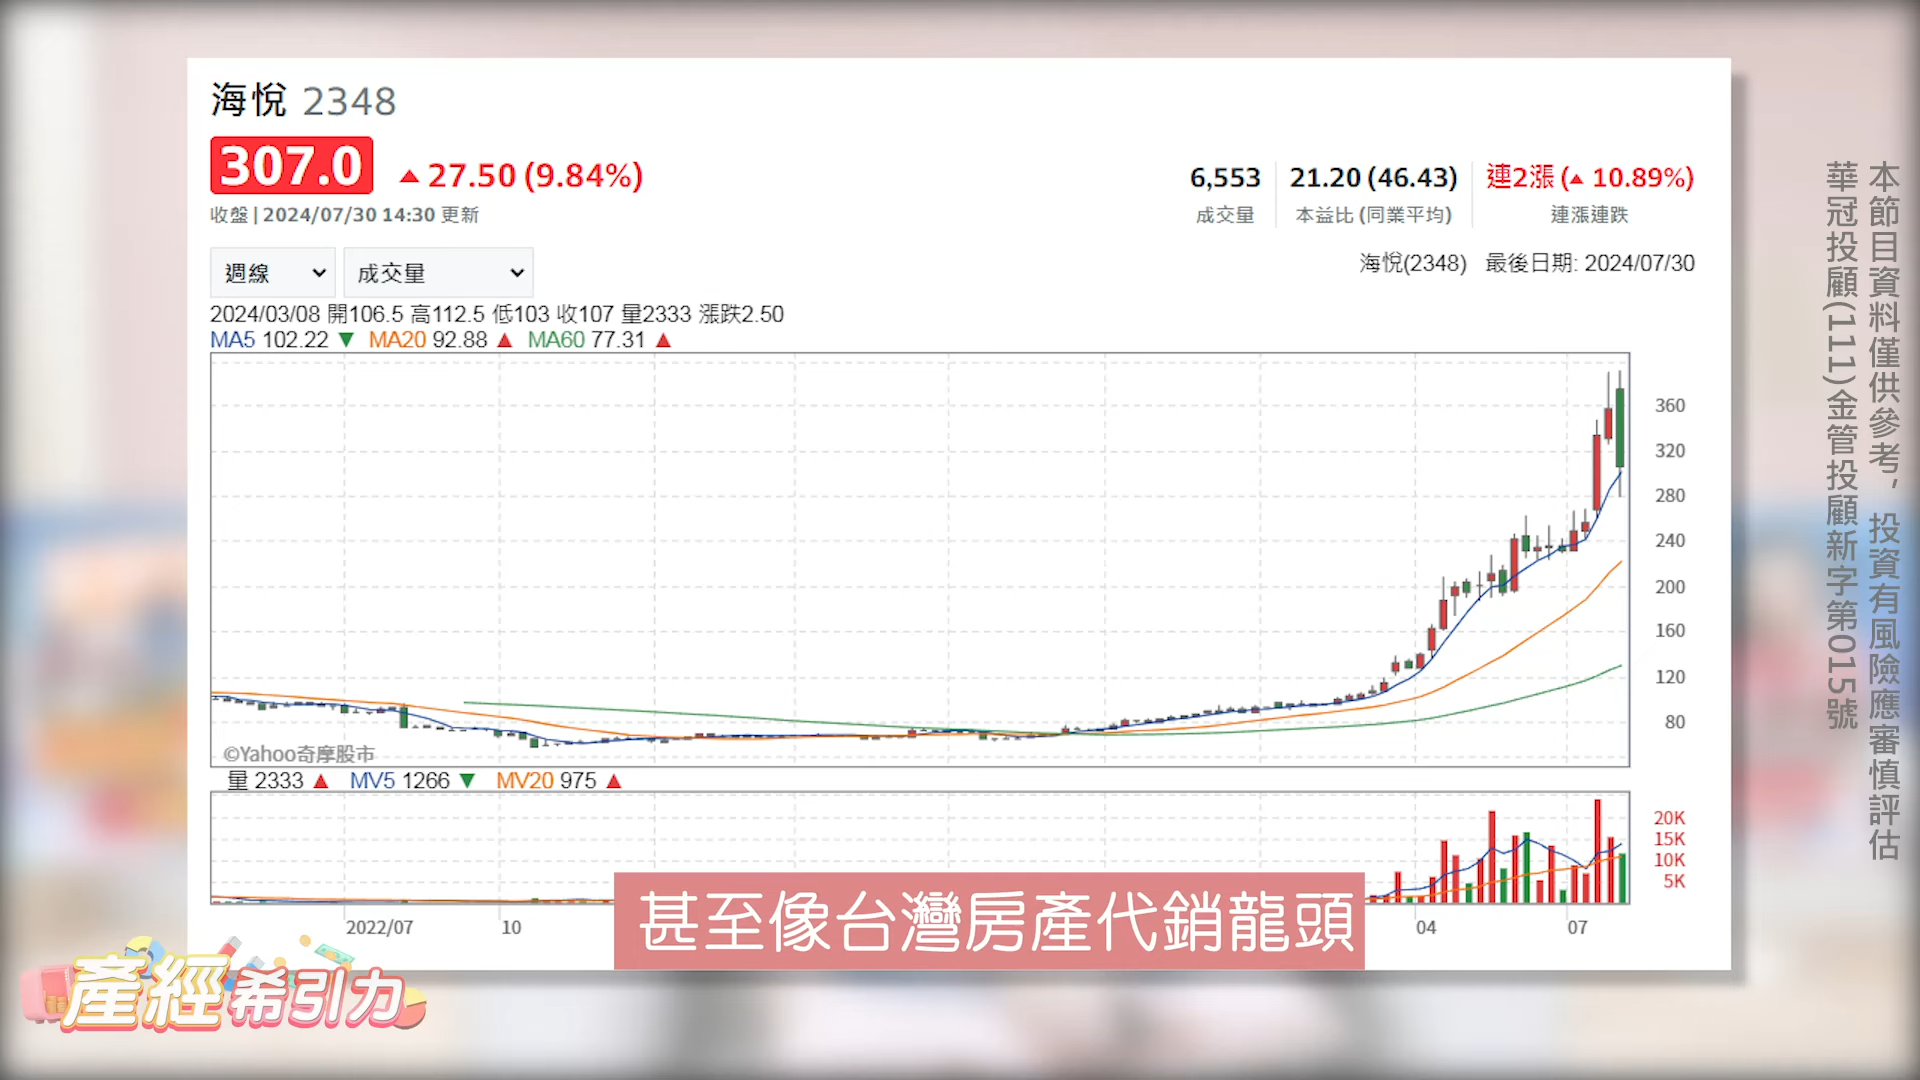 海悅 2348
307.0 ▲ 27.50 (9.84%)
收盤 | 2024/07/30 14:30 更新
6,553
成交量
21.20 (46.43)
本益比 (同業平均)
連2漲 (▲ 10.89%)
連漲連跌
週線
成交量
海悅(2348) 最後日期: 2024/07/30
2024/03/08 開106.5 高112.5 低103 收107 量2333 漲跌2.50
MA5 102.22 ▼ MA20 92.88 ▲ MA60 77.31 ▲
360
320
280
240
200
160
120
80
©Yahoo奇摩股市
量 2333 ▲ MV5 1266 ▼ MV20 975 ▲
20K
15K
10K
5K
2022/07
10
04
07
甚至像台灣房產代銷龍頭
產經希引力
本節目資料僅供參考，投資有風險應審慎評估
華冠投顧(111)金管投顧新字第015號